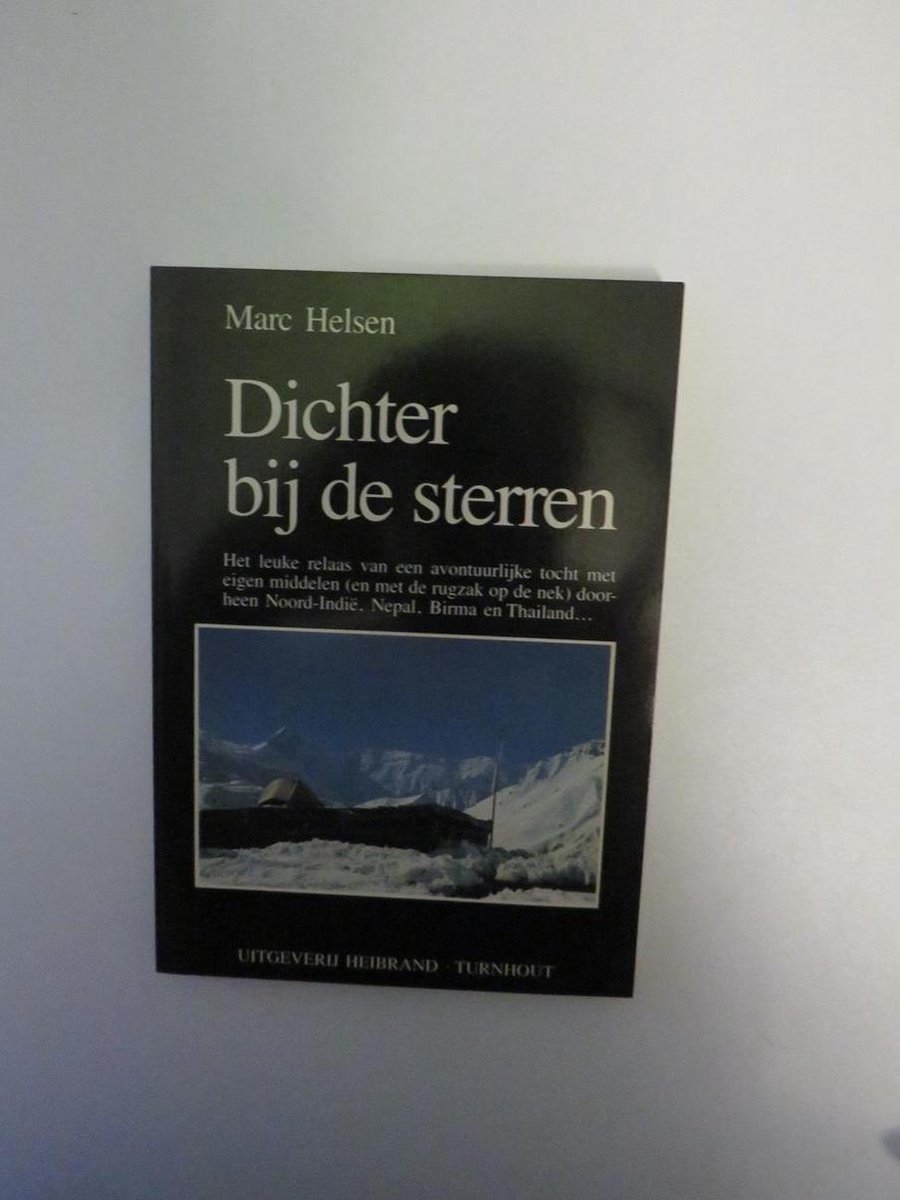 Marc Helsen
Dichter
bij de sterren
Het leuke relaas van een avontuurlijke tocht met
eigen middelen (en met de rugzak op de nek) door-
heen Noord-Indië, Nepal, Birma en Thailand...
UITGEVERIJ HEIBRAND - TURNHOUT